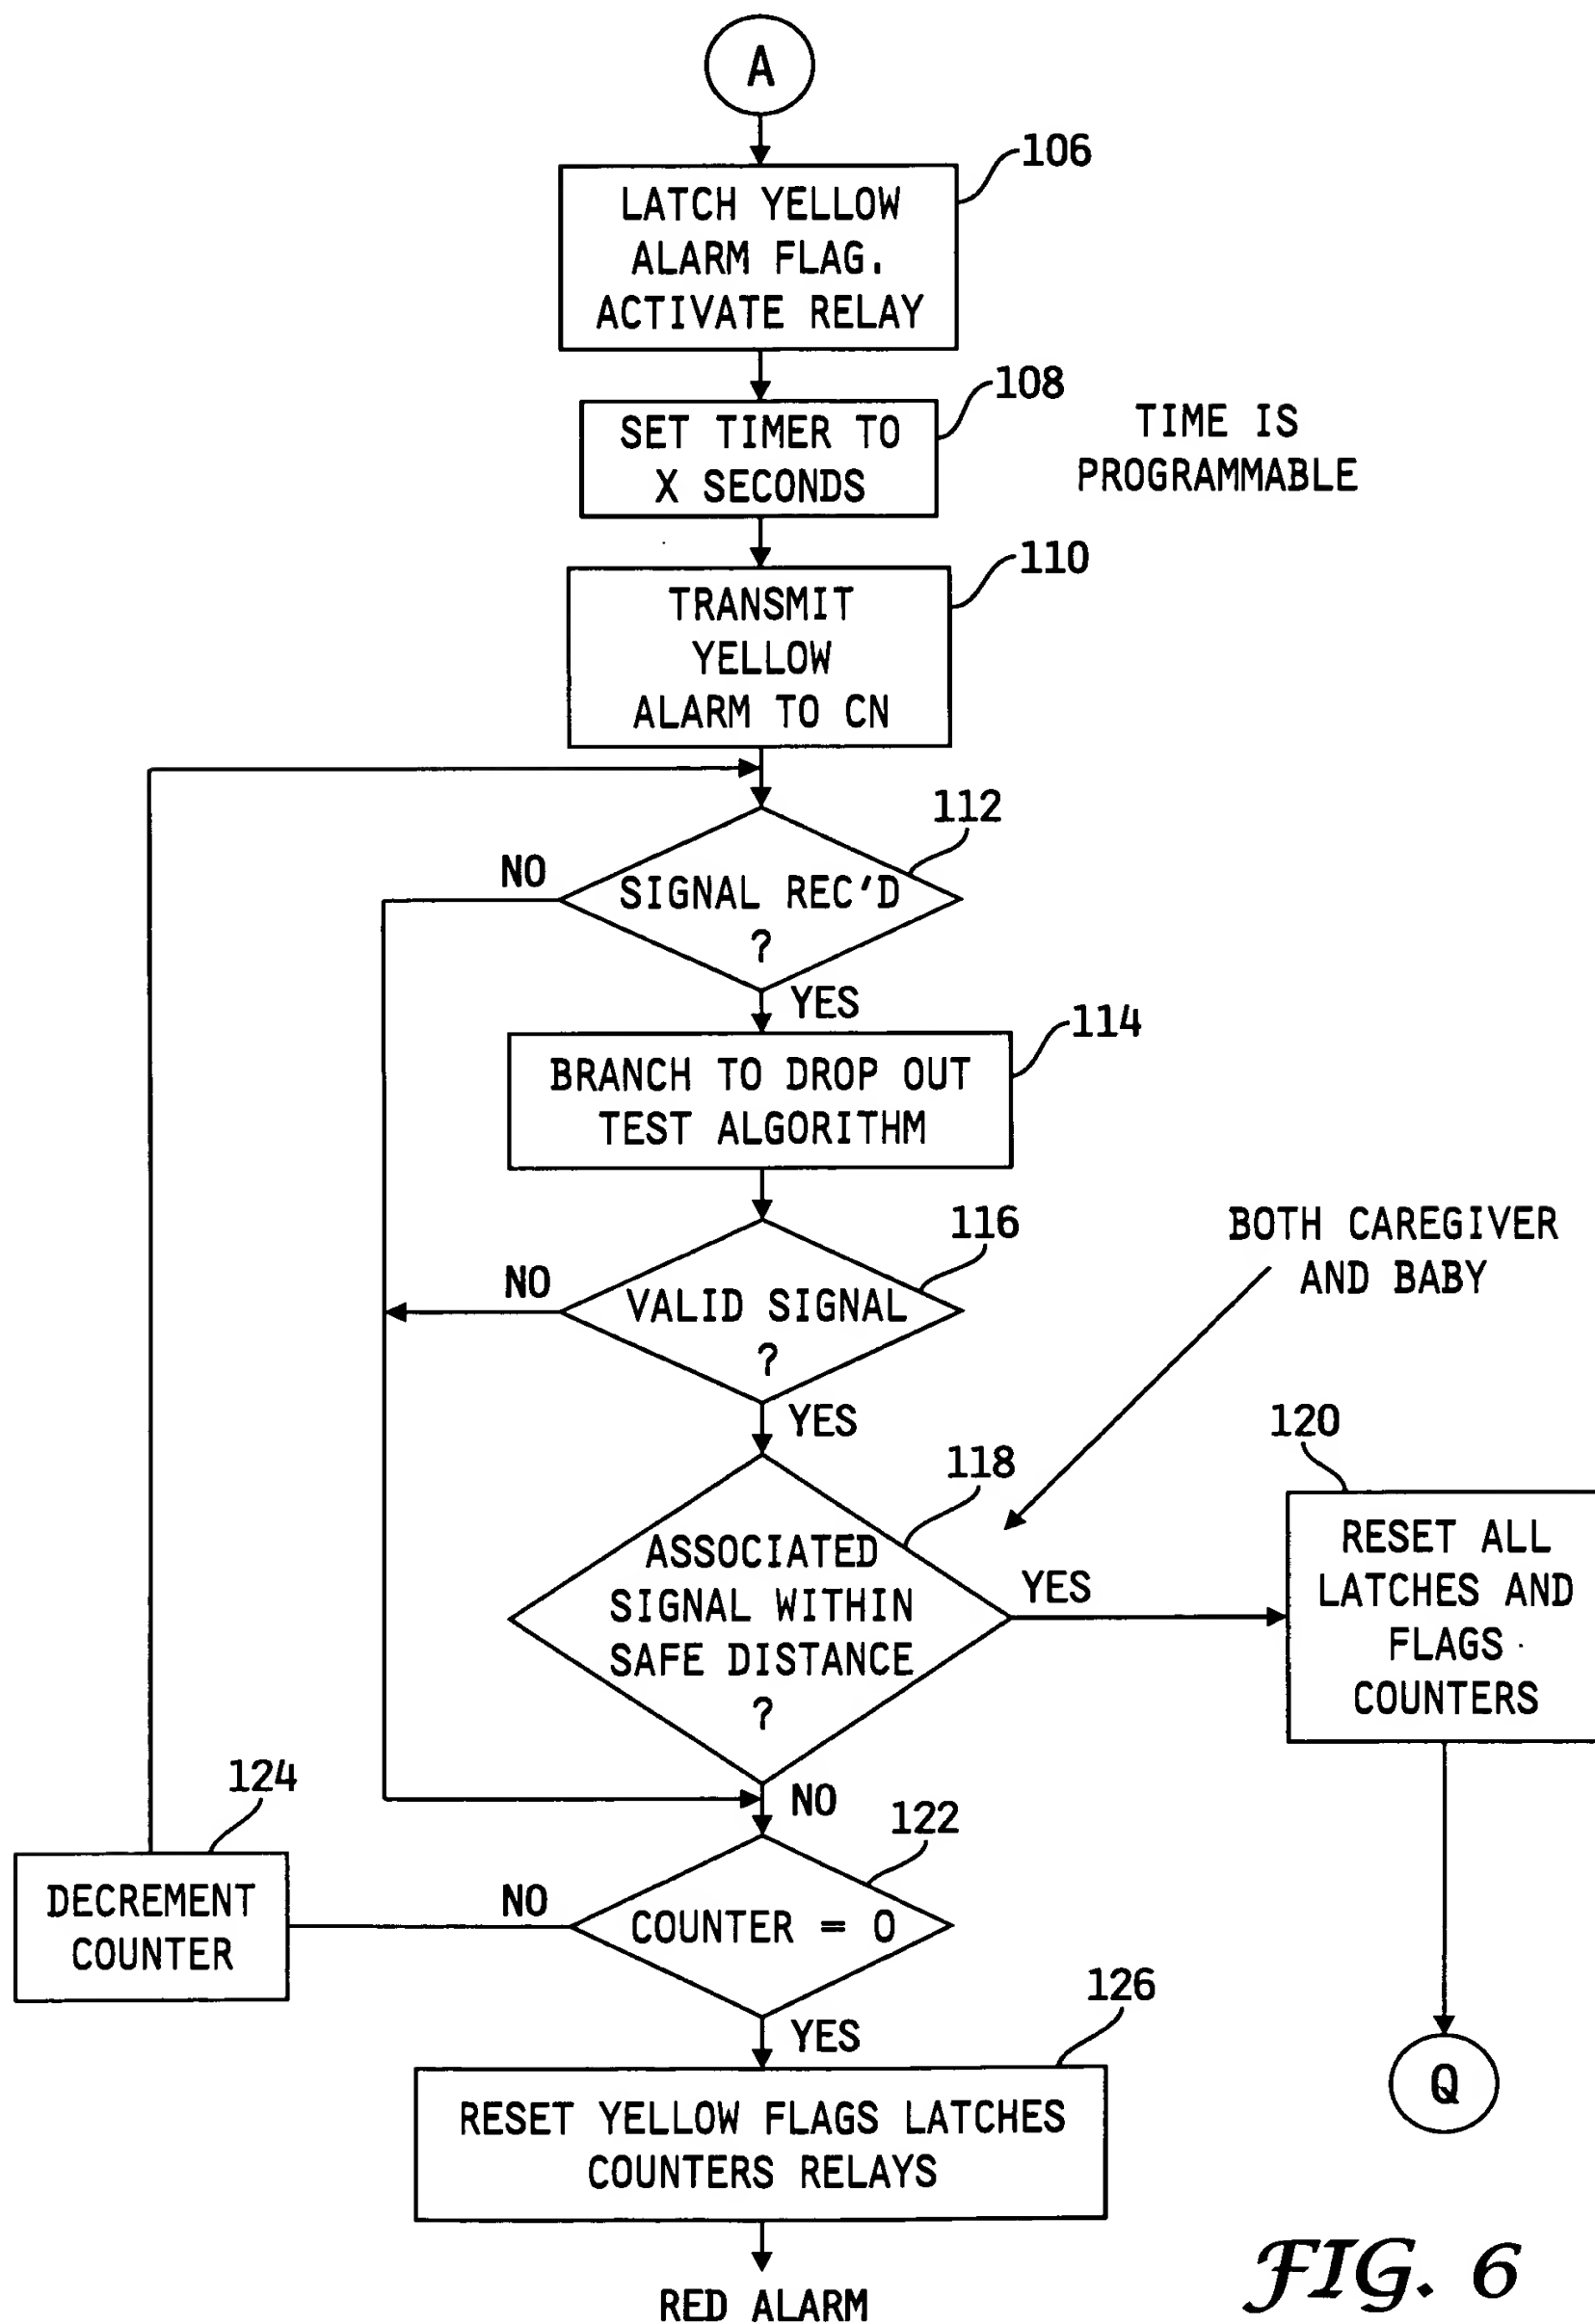 A
106
LATCH YELLOW
ALARM FLAG.
ACTIVATE RELAY
108
SET TIMER TO
X SECONDS
TIME IS
PROGRAMMABLE
110
TRANSMIT
YELLOW
ALARM TO CN
112
NO
SIGNAL REC'D
?
YES
114
BRANCH TO DROP OUT
TEST ALGORITHM
116
NO
VALID SIGNAL
?
YES
BOTH CAREGIVER
AND BABY
118
ASSOCIATED
SIGNAL WITHIN
SAFE DISTANCE
?
YES
120
RESET ALL
LATCHES AND
FLAGS
COUNTERS
NO
122
124
DECREMENT
COUNTER
NO
COUNTER = 0
YES
126
RESET YELLOW FLAGS LATCHES
COUNTERS RELAYS
Q
RED ALARM
FIG. 6